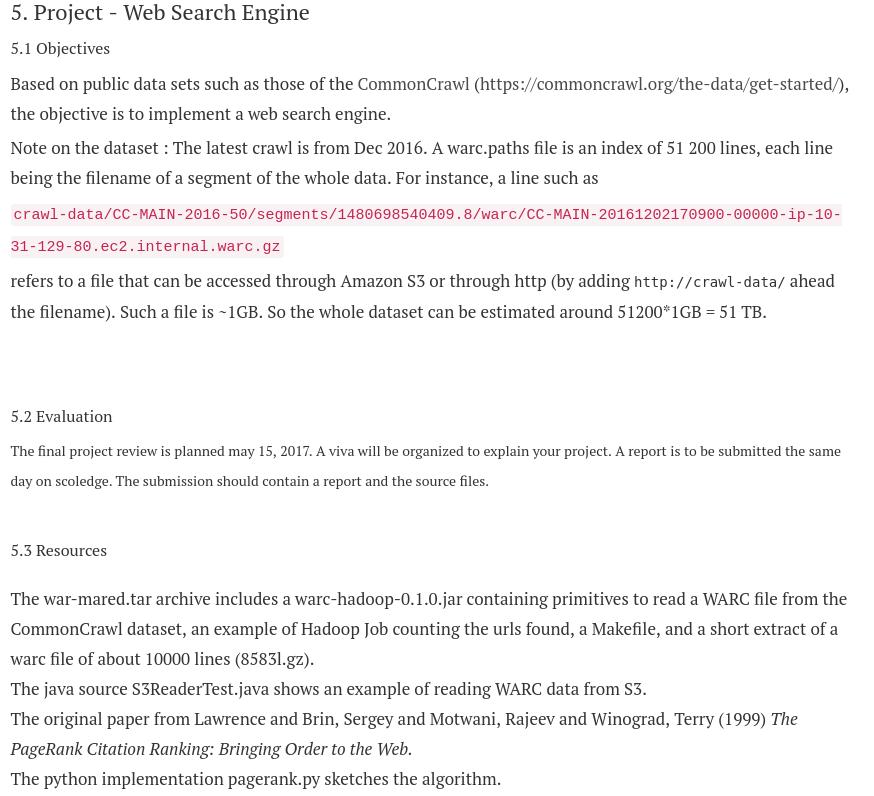 5. Project - Web Search Engine
5.1 Objectives
Based on public data sets such as those of the CommonCrawl (https://commoncrawl.org/the-data/get-started/),
the objective is to implement a web search engine.
Note on the dataset : The latest crawl is from Dec 2016. A warc.paths file is an index of 51 200 lines, each line
being the filename of a segment of the whole data. For instance, a line such as
crawl-data/CC-MAIN-2016-50/segments/1480698540409.8/warc/CC-MAIN-20161202170900-00000-ip-10-
31-129-80.ec2.internal.warc.gz
refers to a file that can be accessed through Amazon S3 or through http (by adding http://crawl-data/ ahead
the filename). Such a file is ~1GB. So the whole dataset can be estimated around 51200*1GB = 51 TB.
5.2 Evaluation
The final project review is planned may 15, 2017. A viva will be organized to explain your project. A report is to be submitted the same
day on scoledge. The submission should contain a report and the source files.
5.3 Resources
The war-mared.tar archive includes a warc-hadoop-0.1.0.jar containing primitives to read a WARC file from the
CommonCrawl dataset, an example of Hadoop Job counting the urls found, a Makefile, and a short extract of a
warc file of about 10000 lines (8583l.gz).
The java source S3ReaderTest.java shows an example of reading WARC data from S3.
The original paper from Lawrence and Brin, Sergey and Motwani, Rajeev and Winograd, Terry (1999) The
PageRank Citation Ranking: Bringing Order to the Web.
The python implementation pagerank.py sketches the algorithm.